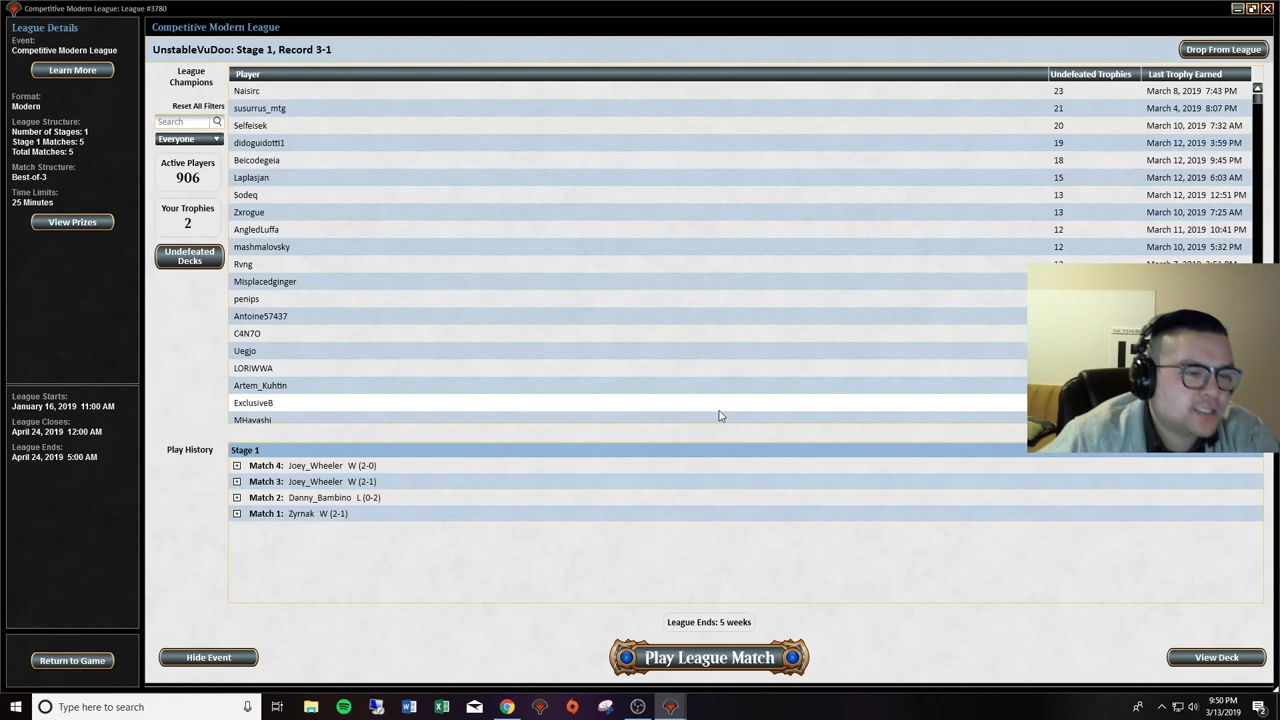 Competitive Modern League: League #3780
League Details
Event:
Competitive Modern League
Learn More
Format:
Modern
League Structure:
Number of Stages: 1
Stage 1 Matches: 5
Total Matches: 5
Match Structure:
Best-of-3
Time Limits:
25 Minutes
View Prizes
League Starts:
January 16, 2019 11:00 AM
League Closes:
April 24, 2019 12:00 AM
League Ends:
April 24, 2019 5:00 AM
Return to Game
Competitive Modern League
UnstableVuDoo: Stage 1, Record 3-1
Drop From League
League
Champions
Reset All Filters
Search
Everyone
Active Players
906
Your Trophies
2
Undefeated
Decks
Player Undefeated Trophies Last Trophy Earned
Naisirc 23 March 8, 2019 7:43 PM
susurrus_mtg 21 March 4, 2019 8:07 PM
Selfeisek 20 March 10, 2019 7:32 AM
didoguidotti1 19 March 12, 2019 3:59 PM
Beicodegeia 18 March 12, 2019 9:45 PM
Laplasjan 15 March 12, 2019 6:03 AM
Sodeq 13 March 12, 2019 12:51 PM
Zxrogue 13 March 10, 2019 7:25 AM
AngledLuffa 12 March 11, 2019 10:41 PM
mashmalovsky 12 March 10, 2019 5:32 PM
Rvng
Misplacedginger
penips
Antoine57437
C4N7O
Uegjo
LORiWWA
Artem_Kuhtin
ExclusiveB
MHayashi
Play History
Stage 1
Match 4: Joey_Wheeler W (2-0)
Match 3: Joey_Wheeler W (2-1)
Match 2: Danny_Bambino L (0-2)
Match 1: Zyrnak W (2-1)
League Ends: 5 weeks
Hide Event
Play League Match
View Deck
Type here to search
9:50 PM
3/13/2019